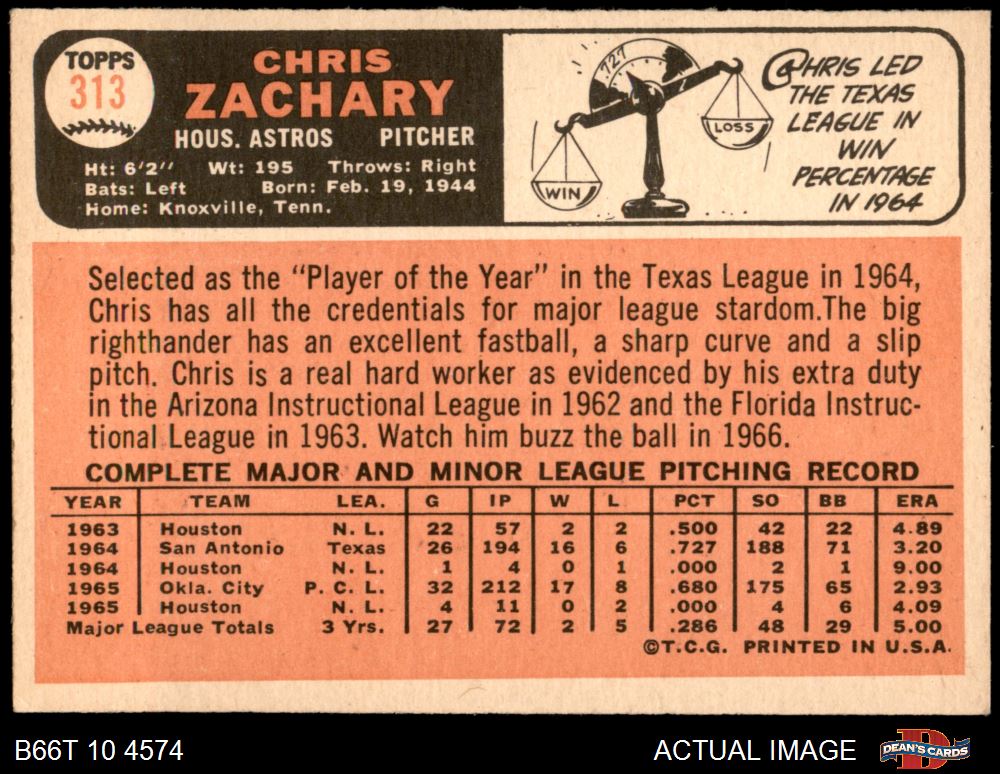 TOPPS
313
CHRIS
ZACHARY
HOUS. ASTROS PITCHER
Ht: 6'2" Wt: 195 Throws: Right
Bats: Left Born: Feb. 19, 1944
Home: Knoxville, Tenn.
.727
WIN
LOSS
CHRIS LED
THE TEXAS
LEAGUE IN
WIN
PERCENTAGE
IN 1964
Selected as the "Player of the Year" in the Texas League in 1964,
Chris has all the credentials for major league stardom.The big
righthander has an excellent fastball, a sharp curve and a slip
pitch. Chris is a real hard worker as evidenced by his extra duty
in the Arizona Instructional League in 1962 and the Florida Instruc-
tional League in 1963. Watch him buzz the ball in 1966.
COMPLETE MAJOR AND MINOR LEAGUE PITCHING RECORD
YEAR TEAM LEA. G IP W L PCT SO BB ERA
1963 Houston N. L. 22 57 2 2 .500 42 22 4.89
1964 San Antonio Texas 26 194 16 6 .727 188 71 3.20
1964 Houston N. L. 1 4 0 1 .000 2 1 9.00
1965 Okla. City P. C. L. 32 212 17 8 .680 175 65 2.93
1965 Houston N. L. 4 11 0 2 .000 4 6 4.09
Major League Totals 3 Yrs. 27 72 2 5 .286 48 29 5.00
©T.C.G. PRINTED IN U.S.A.
B66T 10 4574 ACTUAL IMAGE DEAN'S CARDS